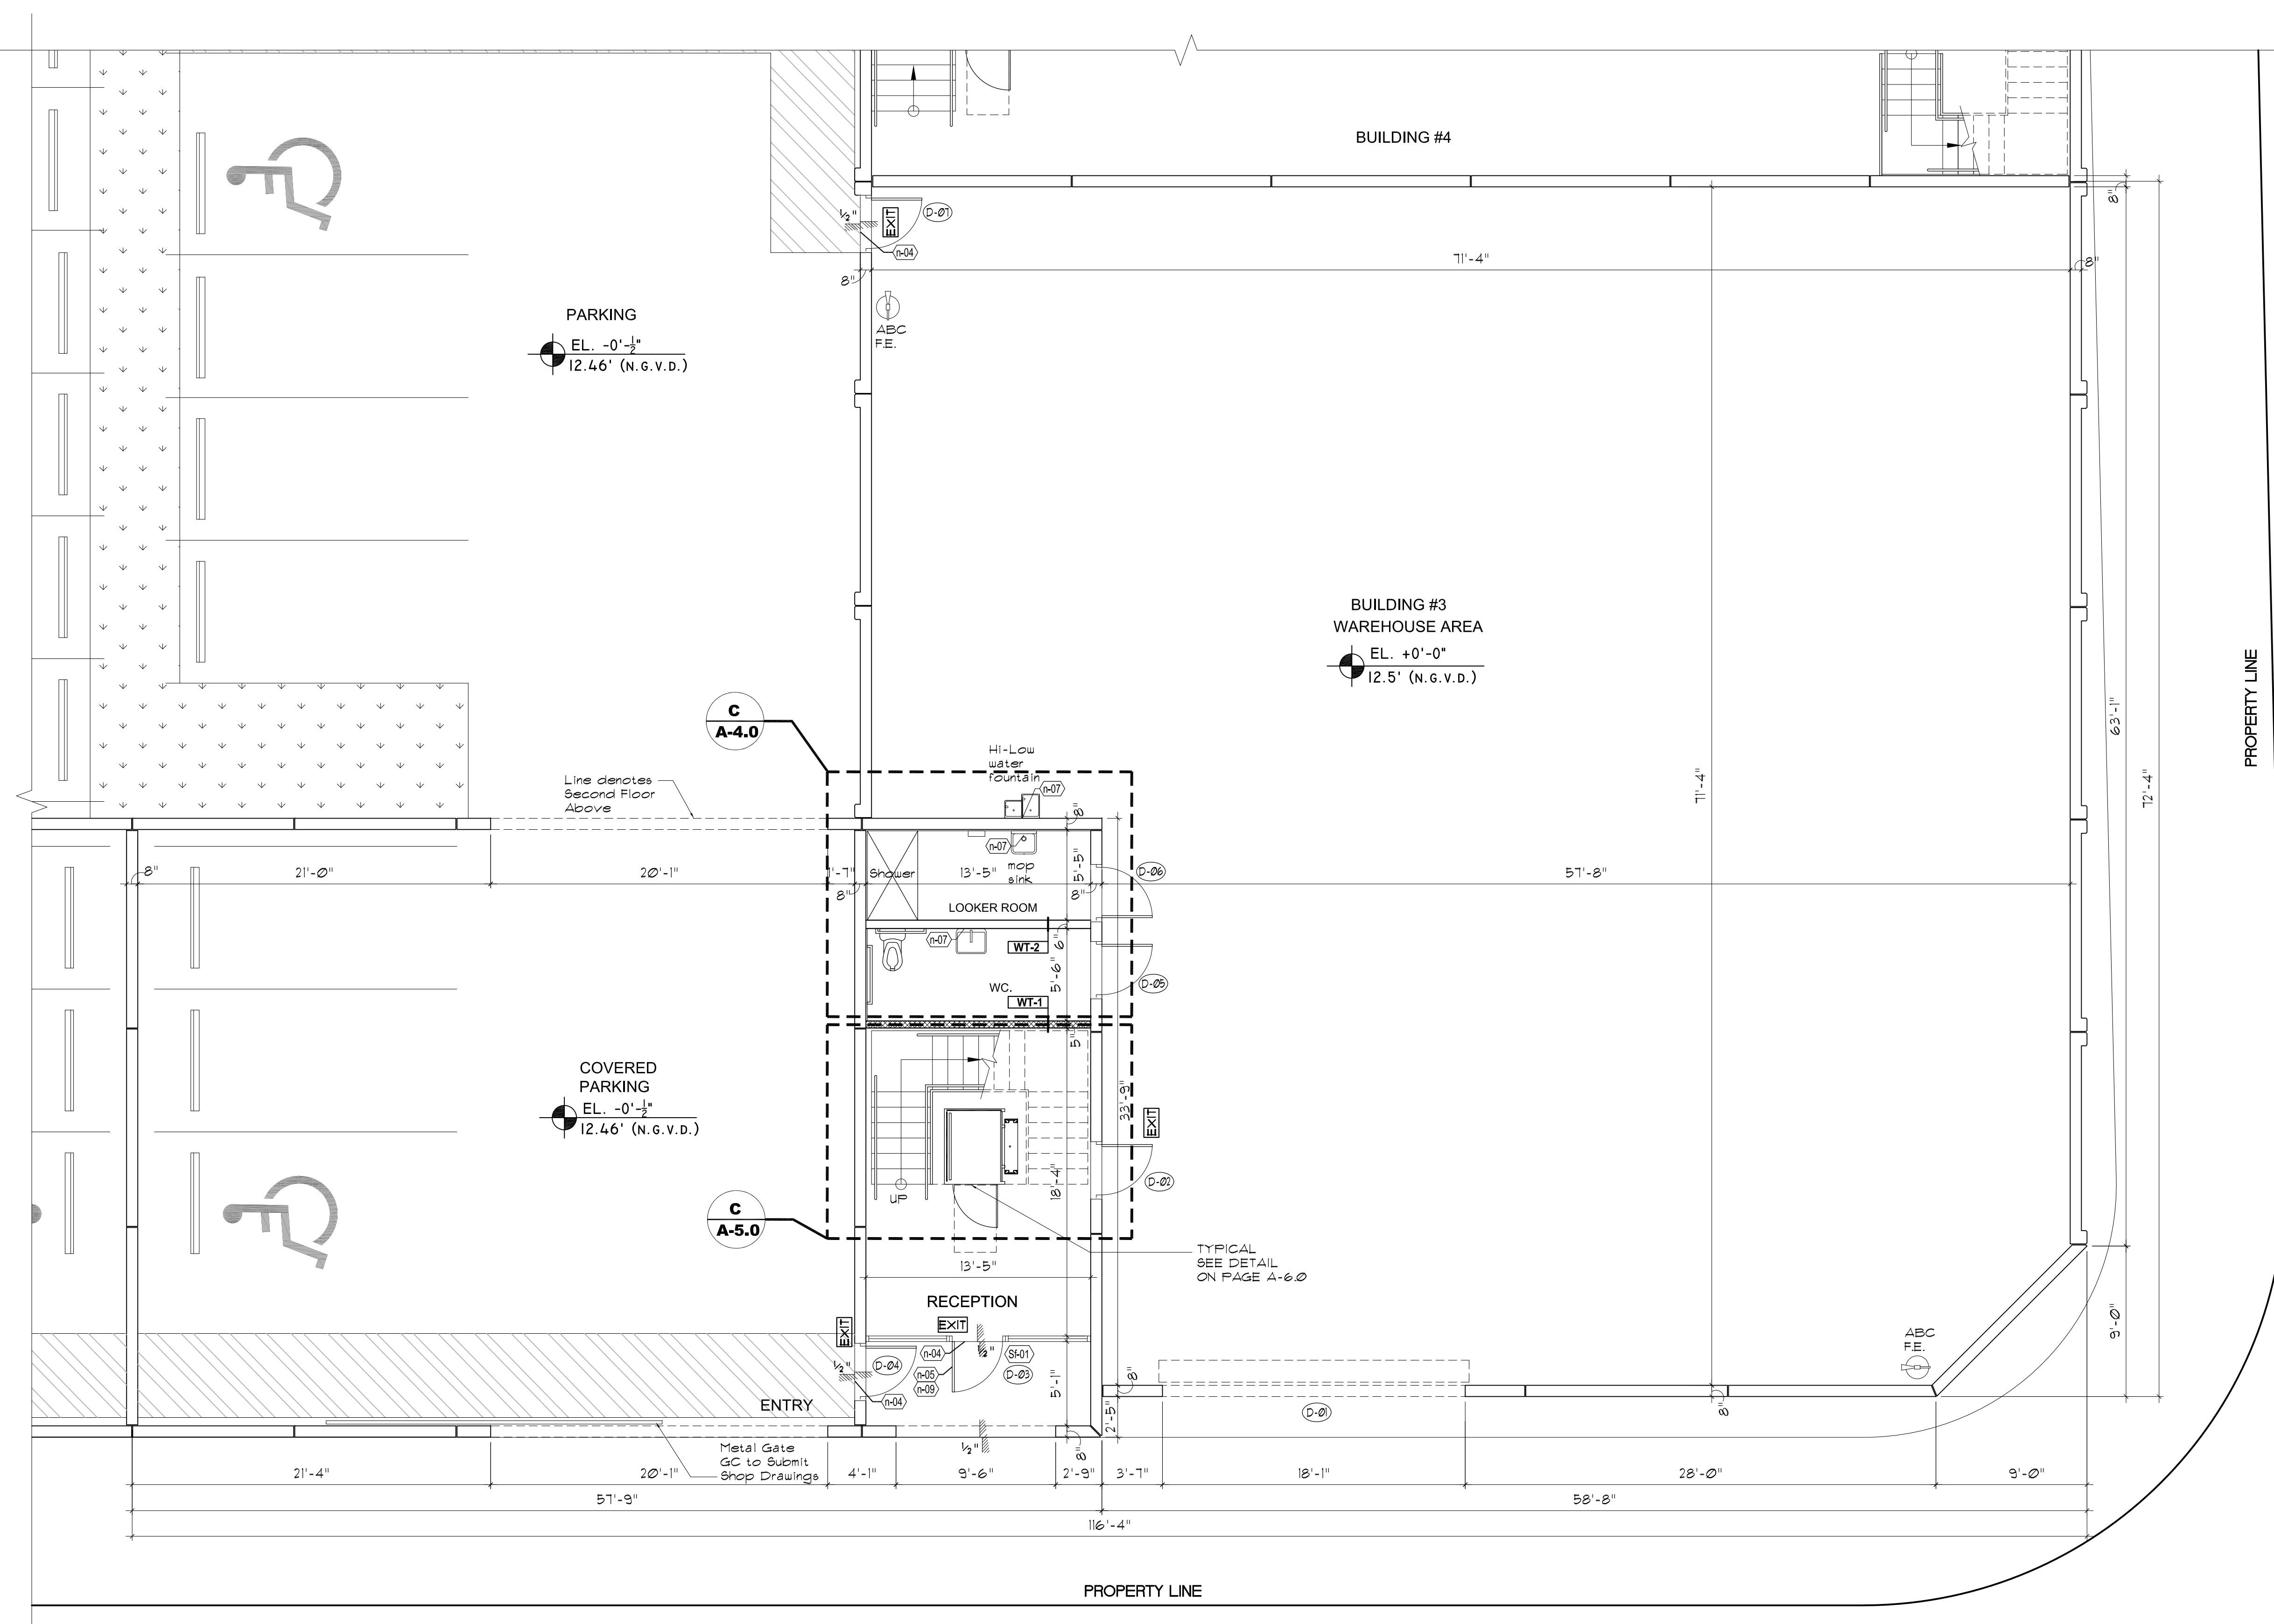 BUILDING #4
8"
½"
EXIT
D-07
n-04
71'-4"
8"
8"
ABC
F.E.
PARKING
EL. -0'-½"
12.46' (N.G.V.D.)
BUILDING #3
WAREHOUSE AREA
EL. +0'-0"
12.5' (N.G.V.D.)
PROPERTY LINE
63'-1"
72'-4"
71'-4"
C
A-4.0
Hi-Low
water
fountain
n-07
8"
Line denotes
Second Floor
Above
n-07
mop
sink
5'-5"
D-06
8"
21'-0"
20'-1"
1'-7"
Shower
13'-5"
57'-8"
8"
8"
LOOKER ROOM
n-07
WT-2
6"
5'-6"
WC.
WT-1
D-05
5"
COVERED
PARKING
EL. -0'-½"
12.46' (N.G.V.D.)
33'-9"
EXIT
18'-4"
D-02
UP
C
A-5.0
TYPICAL
SEE DETAIL
ON PAGE A-6.0
13'-5"
RECEPTION
EXIT
EXIT
½"
n-04
½"
Sf-01
D-04
n-05
D-03
n-09
n-04
5'-1"
8"
2'-5"
ABC
F.E.
9'-0"
ENTRY
D-01
8"
½"
8"
Metal Gate
GC to Submit
Shop Drawings
21'-4"
20'-1"
4'-1"
9'-6"
2'-9"
3'-7"
18'-1"
28'-0"
9'-0"
57'-9"
58'-8"
116'-4"
PROPERTY LINE